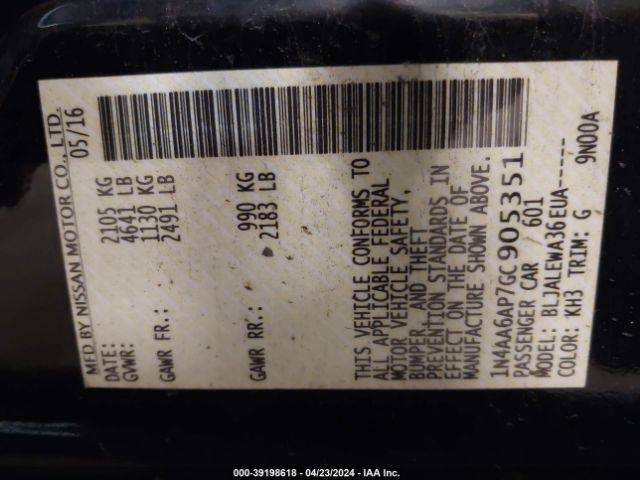 MFD BY NISSAN MOTOR CO., LTD.
DATE: 05/16
GVWR: 2105 KG
4641 LB
GAWR FR.: 1130 KG
2491 LB
GAWR RR.: 990 KG
2183 LB
THIS VEHICLE CONFORMS TO
ALL APPLICABLE FEDERAL
MOTOR VEHICLE SAFETY,
BUMPER AND THEFT
PREVENTION STANDARDS IN
EFFECT ON THE DATE OF
MANUFACTURE SHOWN ABOVE.
1N4AA6AP7GC905351
PASSENGER CAR 601
MODEL: BLJALEWA36EUA------
COLOR: KH3 TRIM: G 9N00A
000-39198618 - 04/23/2024 - IAA Inc.